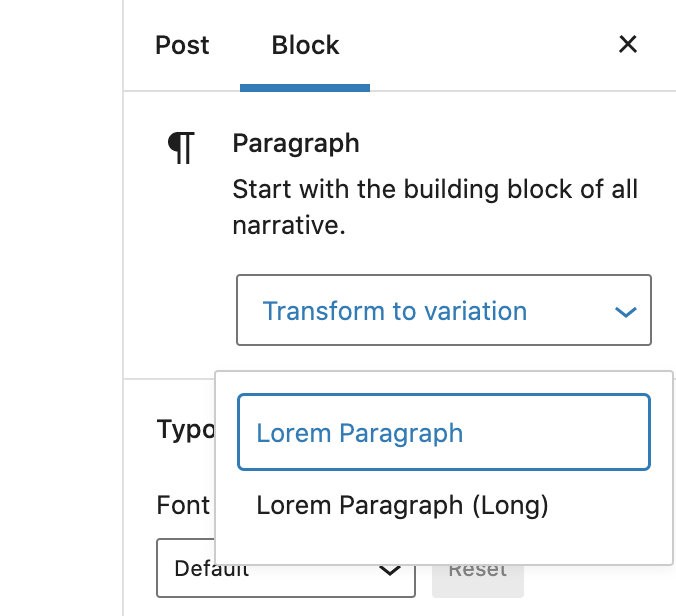 Post Block ×
¶ Paragraph
Start with the building block of all
narrative.
Transform to variation
Lorem Paragraph
Lorem Paragraph (Long)
Typo
Font
Default Reset